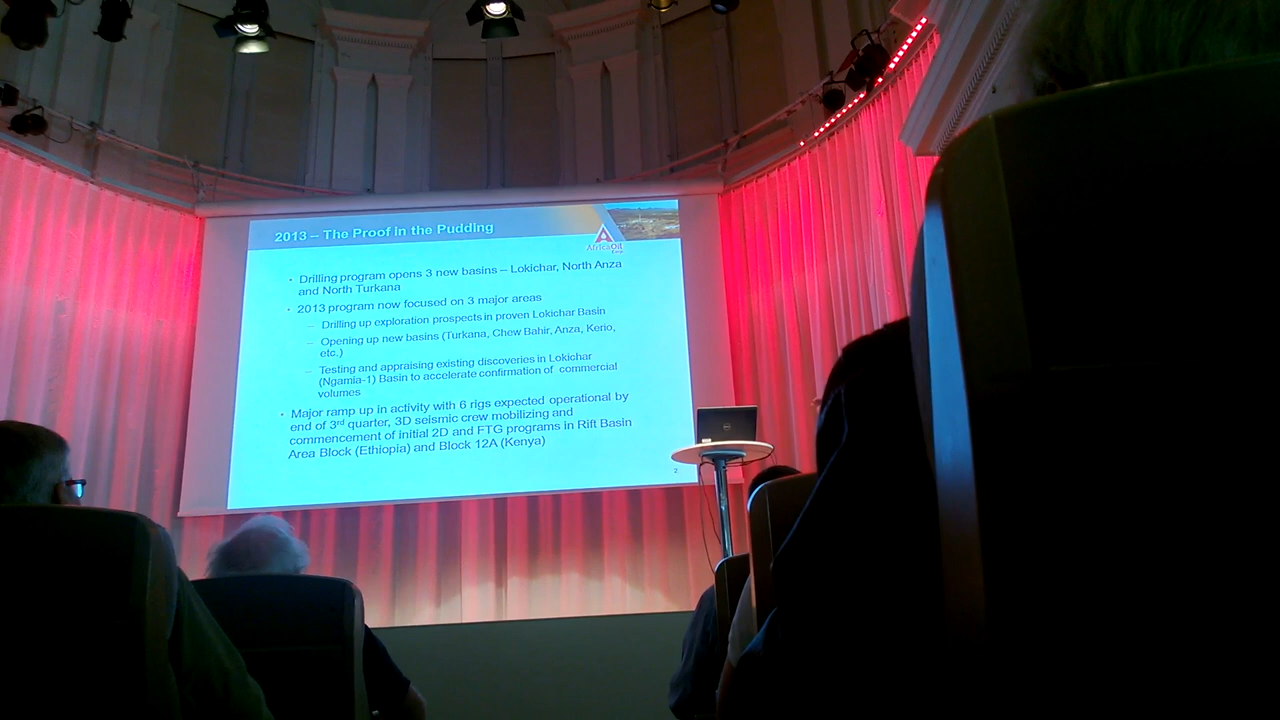 2013 – The Proof in the Pudding
AfricaOil
Corp
• Drilling program opens 3 new basins – Lokichar, North Anza
and North Turkana
• 2013 program now focused on 3 major areas
– Drilling up exploration prospects in proven Lokichar Basin
– Opening up new basins (Turkana, Chew Bahir, Anza, Kerio,
etc.)
– Testing and appraising existing discoveries in Lokichar
(Ngamia-1) Basin to accelerate confirmation of commercial
volumes
• Major ramp up in activity with 6 rigs expected operational by
end of 3rd quarter, 3D seismic crew mobilizing and
commencement of initial 2D and FTG programs in Rift Basin
Area Block (Ethiopia) and Block 12A (Kenya)
2